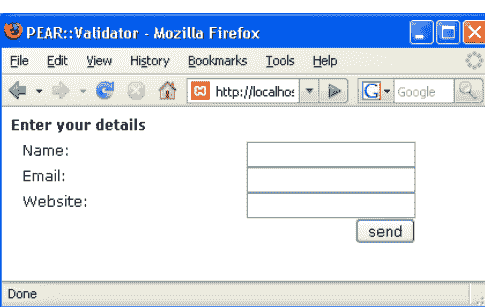 PEAR::Validator - Mozilla Firefox
File Edit View History Bookmarks Tools Help
http://localhos G Google
Enter your details
Name:
Email:
Website:
send
Done